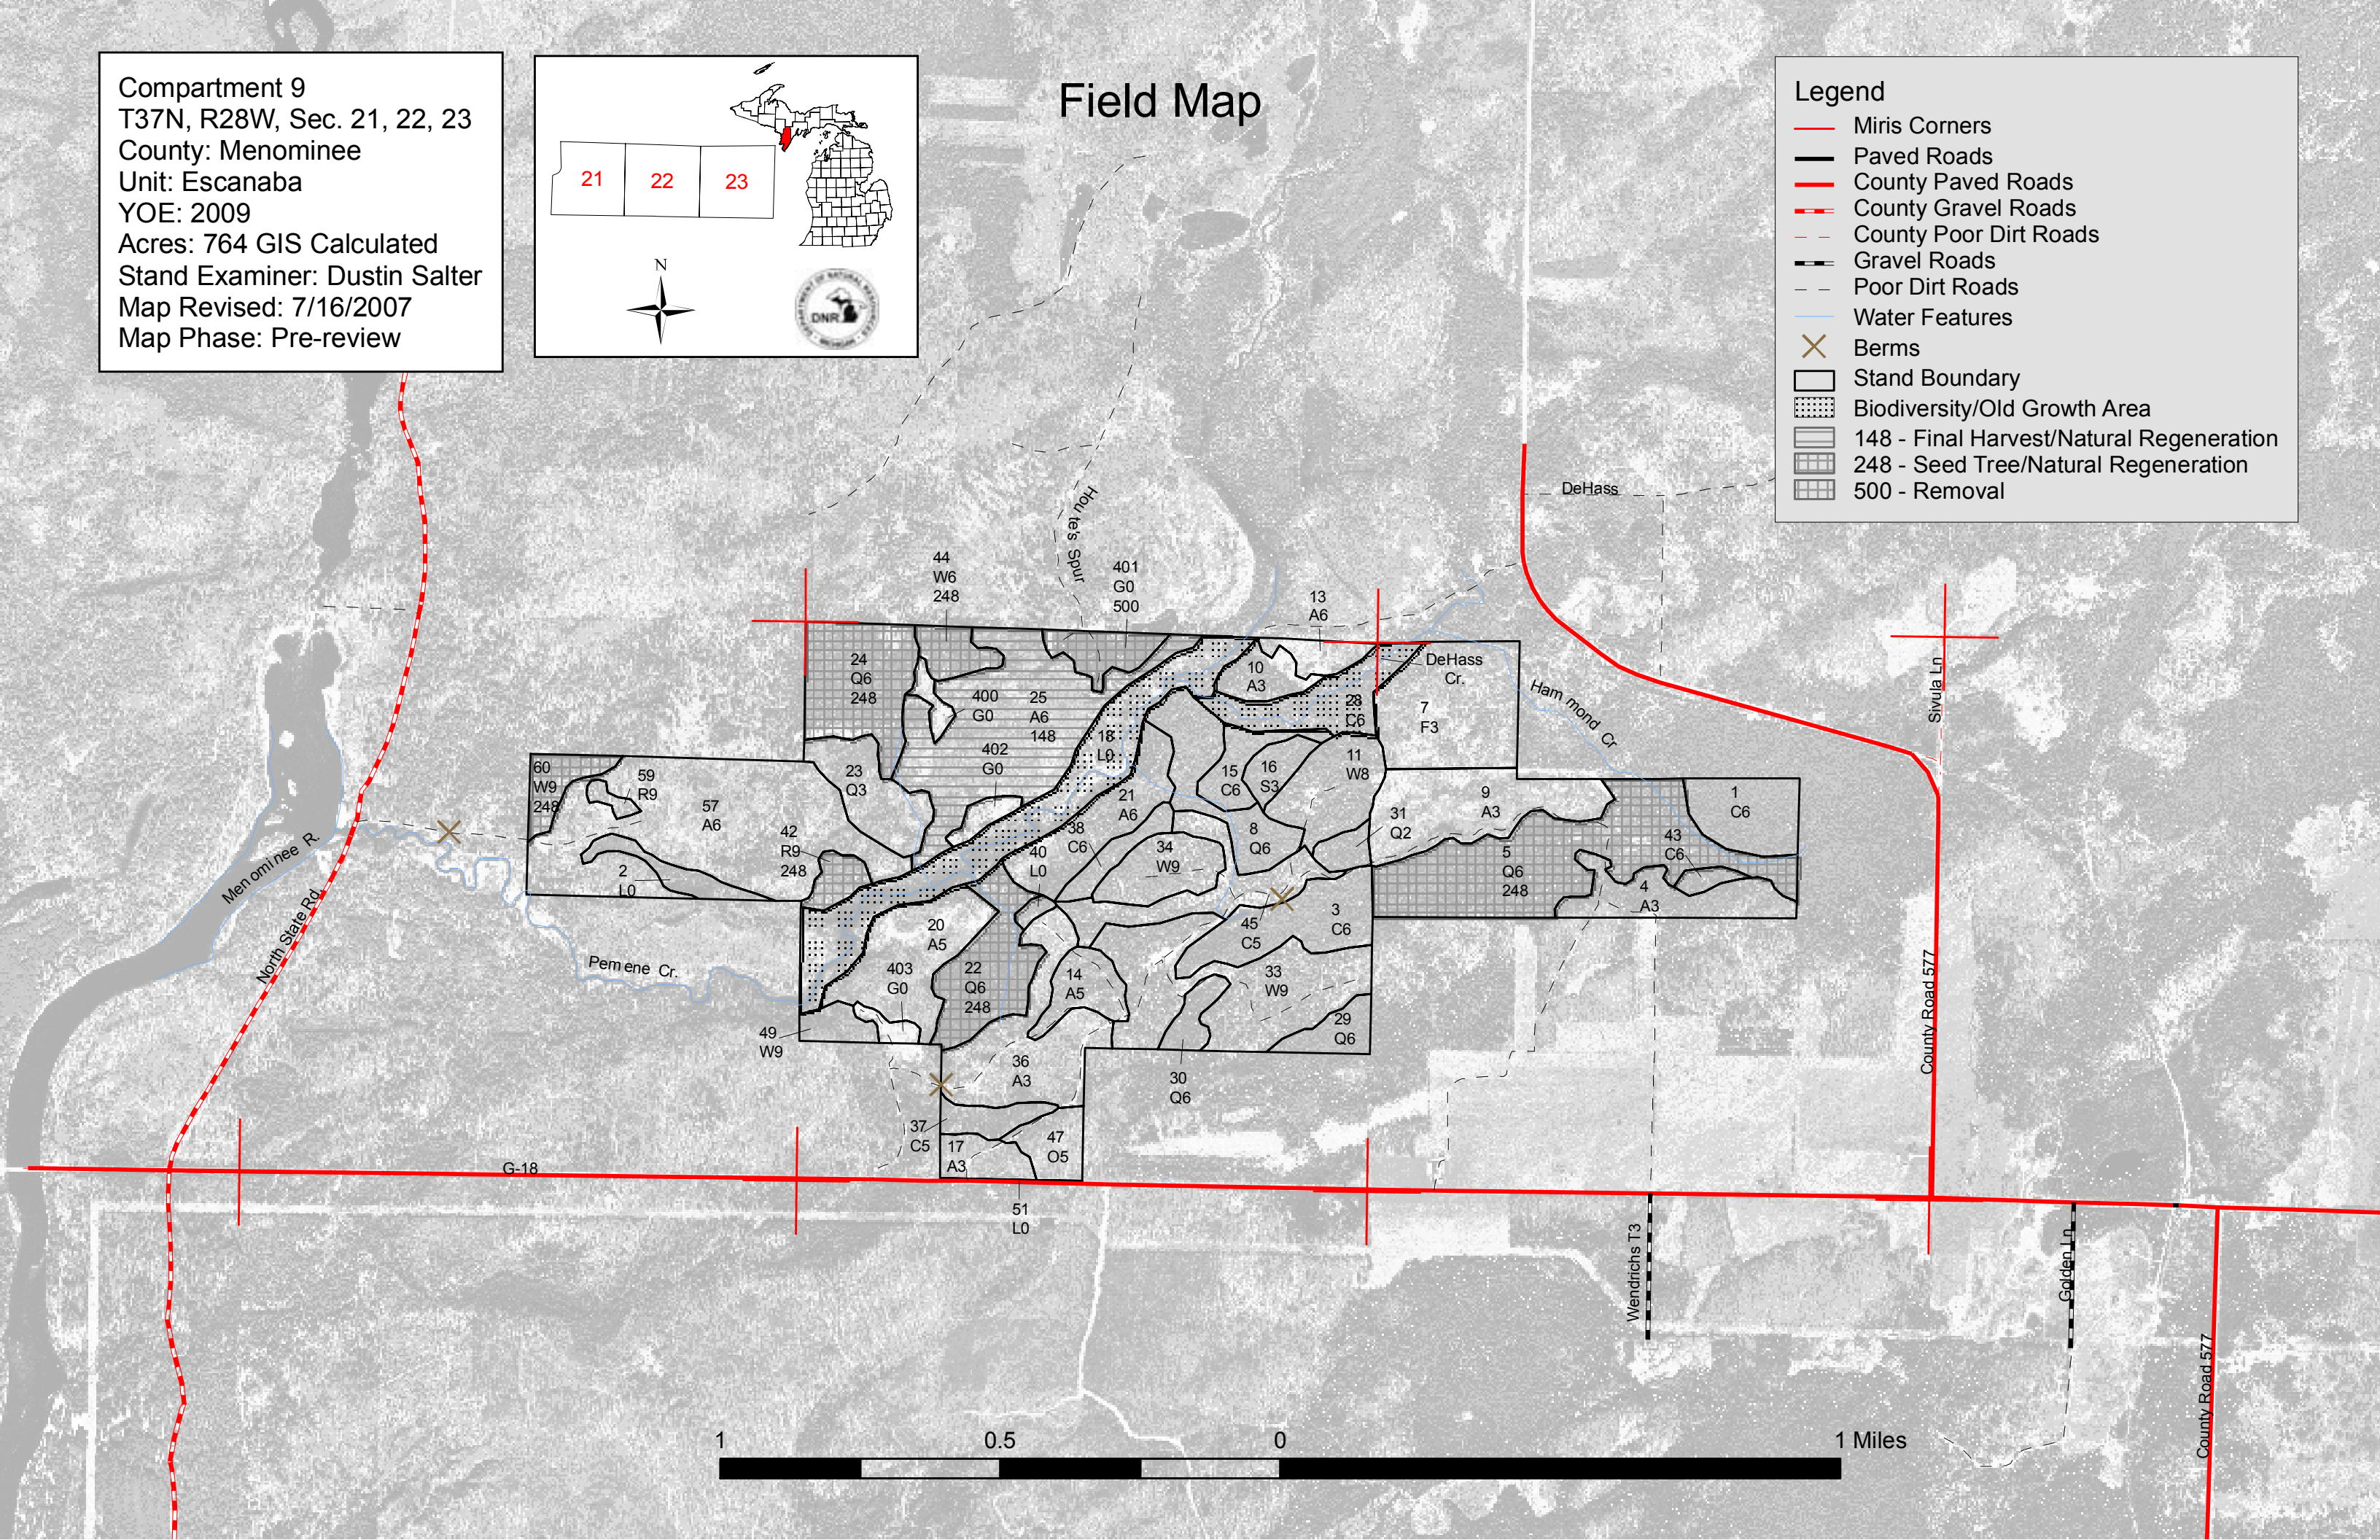 Field Map
Compartment 9
T37N, R28W, Sec. 21, 22, 23
County: Menominee
Unit: Escanaba
YOE: 2009
Acres: 764 GIS Calculated
Stand Examiner: Dustin Salter
Map Revised: 7/16/2007
Map Phase: Pre-review
21
22
23
N
DEPARTMENT OF NATURAL RESOURCES
DNR
MICHIGAN
Legend
Miris Corners
Paved Roads
County Paved Roads
County Gravel Roads
County Poor Dirt Roads
Gravel Roads
Poor Dirt Roads
Water Features
Berms
Stand Boundary
Biodiversity/Old Growth Area
148 - Final Harvest/Natural Regeneration
248 - Seed Tree/Natural Regeneration
500 - Removal
DeHass
Houte's Spur
44
W6
248
401
G0
500
13
A6
24
Q6
248
400
G0
25
A6
148
402
G0
18
L0
10
A3
28
C6
DeHass
Cr.
7
F3
Hammond Cr
Sivula Ln
60
W9
248
59
R9
57
A6
23
Q3
42
R9
248
2
L0
21
A6
38
C6
40
L0
15
C6
16
S3
11
W8
8
Q6
34
W9
31
Q2
9
A3
1
C6
43
C6
5
Q6
248
4
A3
Menominee R.
North State Rd
Pemene Cr.
20
A5
403
G0
22
Q6
248
14
A5
45
C5
3
C6
33
W9
29
Q6
49
W9
36
A3
30
Q6
37
C5
17
A3
47
O5
51
L0
G-18
County Road 577
Wendrichs T3
Golden Ln
County Road 577
1
0.5
0
1 Miles